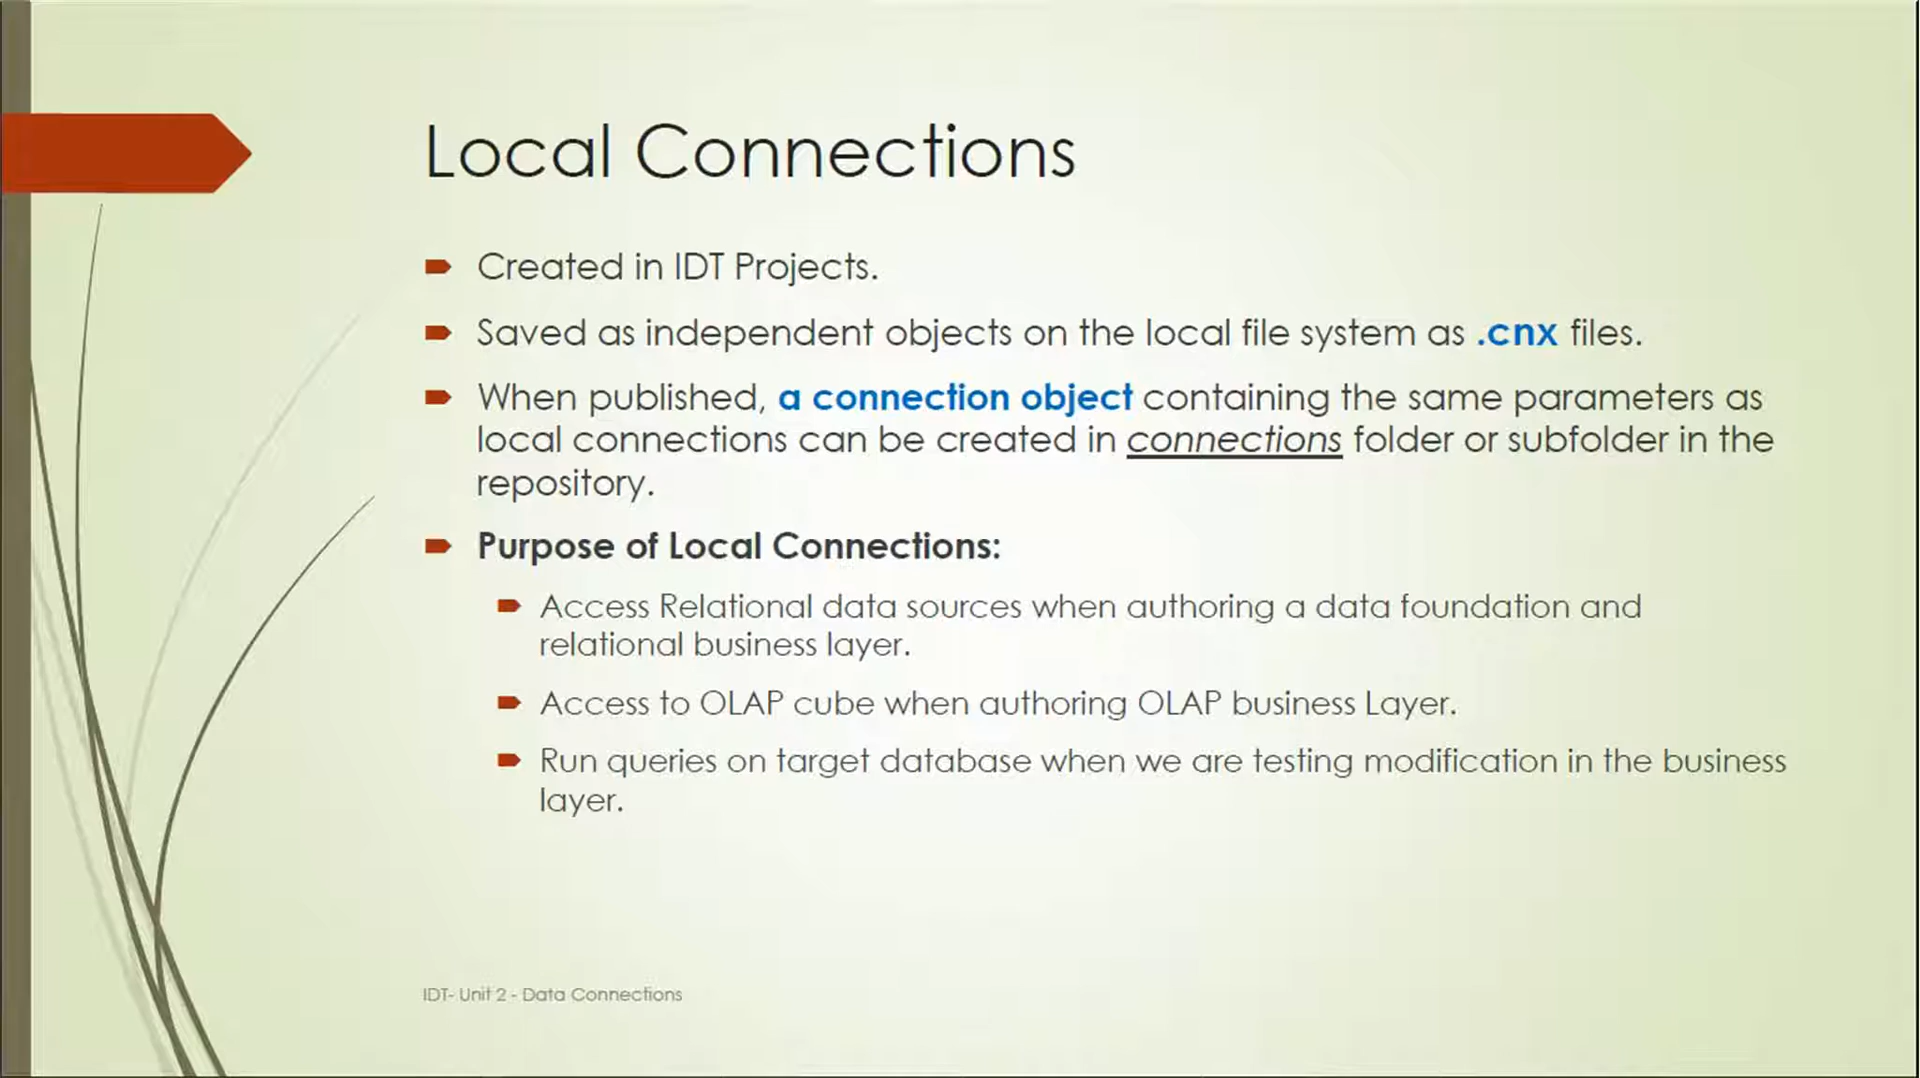 Local Connections
Created in IDT Projects.
Saved as independent objects on the local file system as .cnx files.
When published, a connection object containing the same parameters as
local connections can be created in connections folder or subfolder in the
repository.
Purpose of Local Connections:
Access Relational data sources when authoring a data foundation and
relational business layer.
Access to OLAP cube when authoring OLAP business Layer.
Run queries on target database when we are testing modification in the business
layer.
IDT- Unit 2 - Data Connections